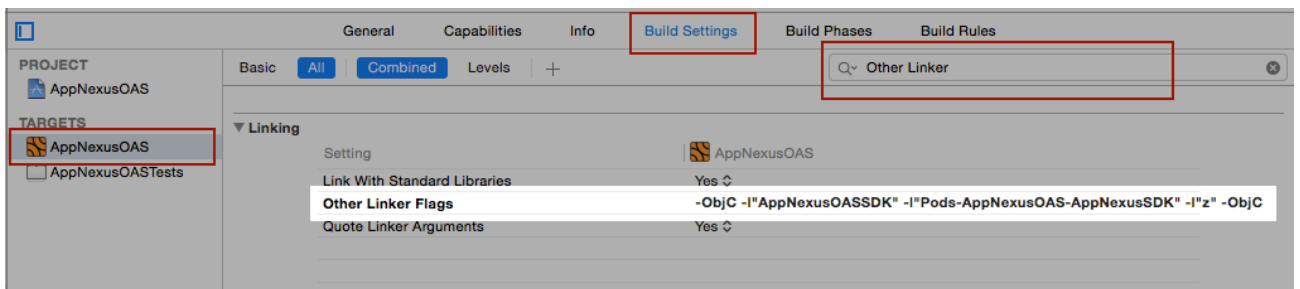 General Capabilities Info Build Settings Build Phases Build Rules
PROJECT
AppNexusOAS
TARGETS
AppNexusOAS
AppNexusOASTests
Basic All Combined Levels +
Other Linker
Linking
Setting AppNexusOAS
Link With Standard Libraries Yes
Other Linker Flags -ObjC -l"AppNexusOASSDK" -l"Pods-AppNexusOAS-AppNexusSDK" -l"z" -ObjC
Quote Linker Arguments Yes